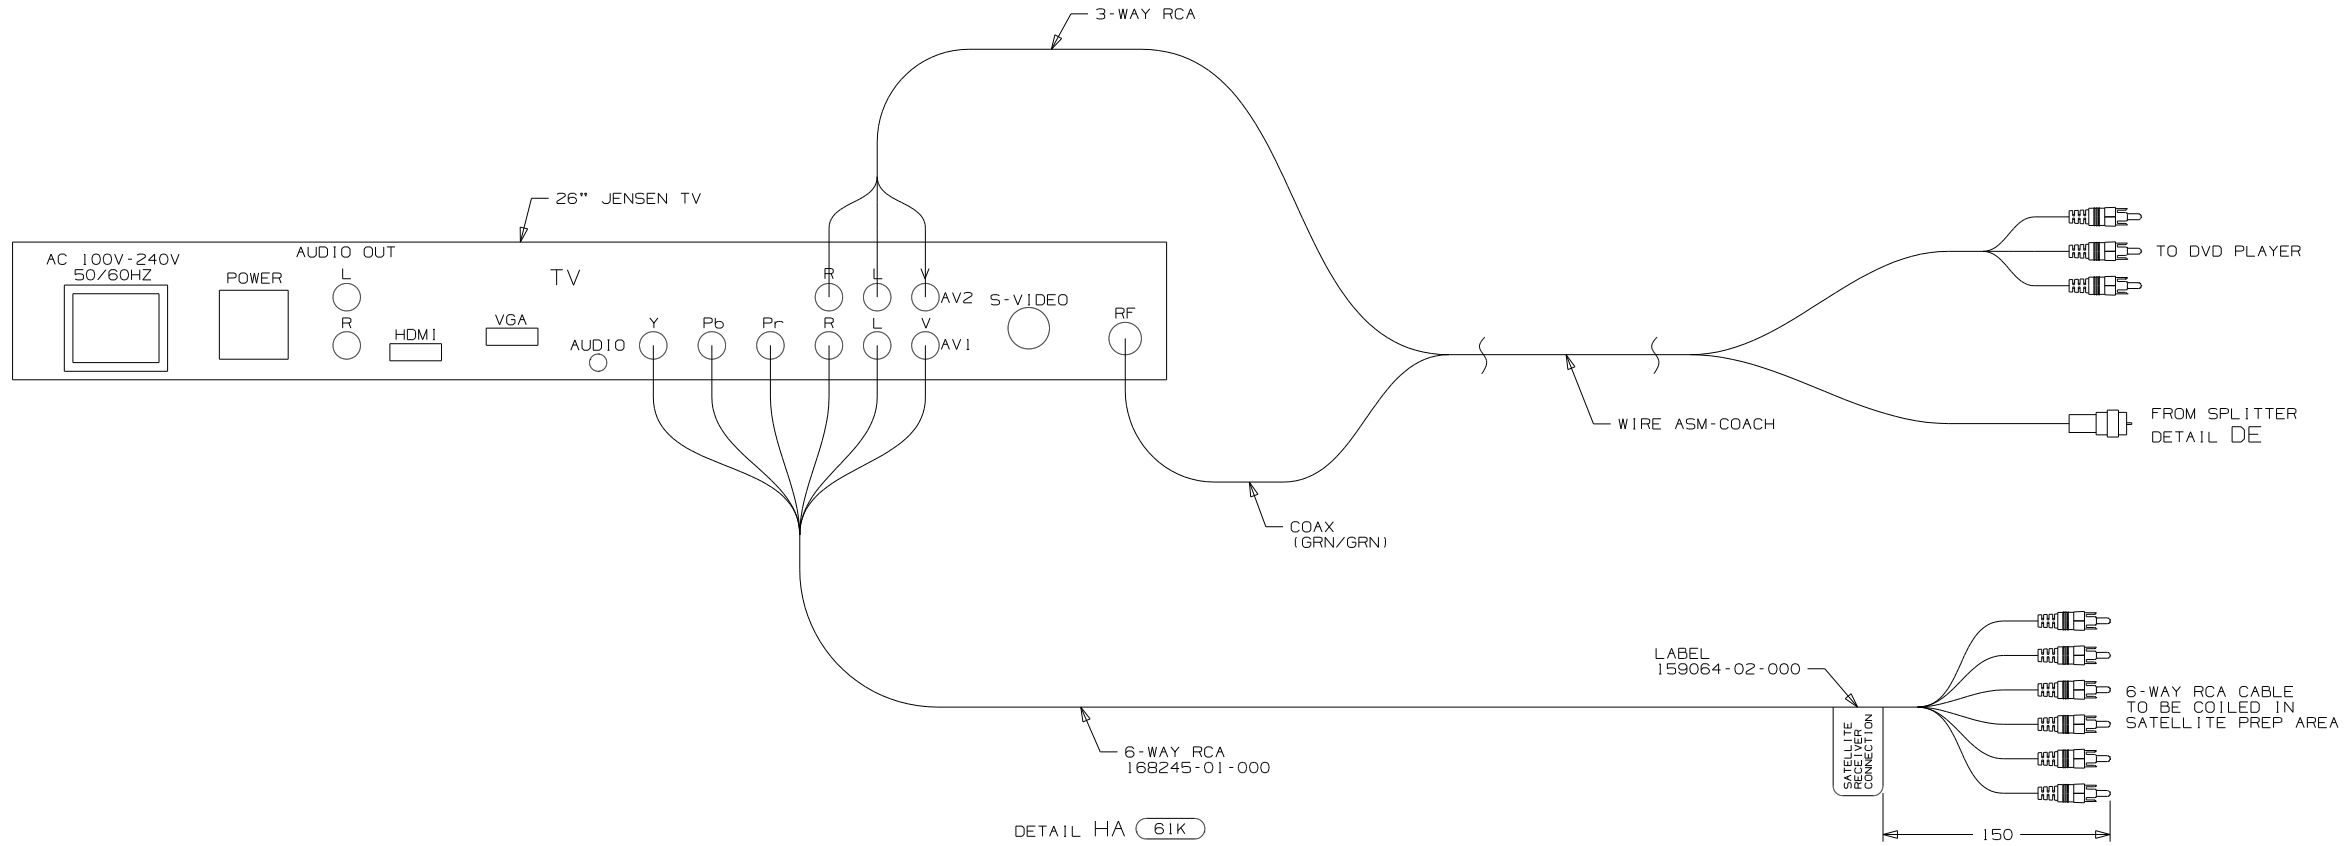 3-WAY RCA
26" JENSEN TV
AC 100V-240V
50/60HZ
POWER
AUDIO OUT
L
R
HDMI
TV
VGA
AUDIO
Y
Pb
Pr
R
L
V
AV2
R
L
V
AV1
S-VIDEO
RF
TO DVD PLAYER
WIRE ASM-COACH
FROM SPLITTER
DETAIL DE
COAX
(GRN/GRN)
LABEL
159064-02-000
SATELLITE
RECEIVER
CONNECTION
6-WAY RCA CABLE
TO BE COILED IN
SATELLITE PREP AREA
6-WAY RCA
168245-01-000
150
DETAIL HA 61K